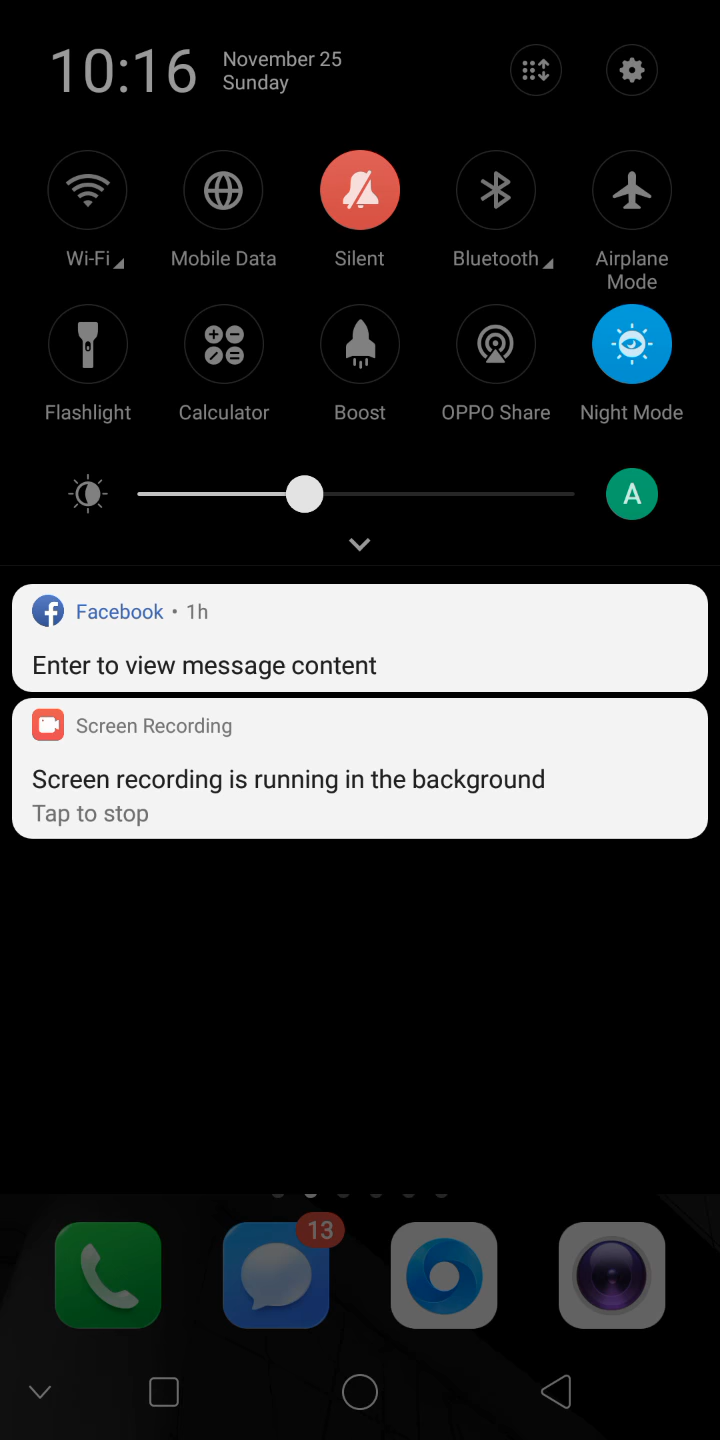 10:16
November 25
Sunday
Wi-Fi
Mobile Data
Silent
Bluetooth
Airplane
Mode
Flashlight
Calculator
Boost
OPPO Share
Night Mode
A
Facebook • 1h
Enter to view message content
Screen Recording
Screen recording is running in the background
Tap to stop
13